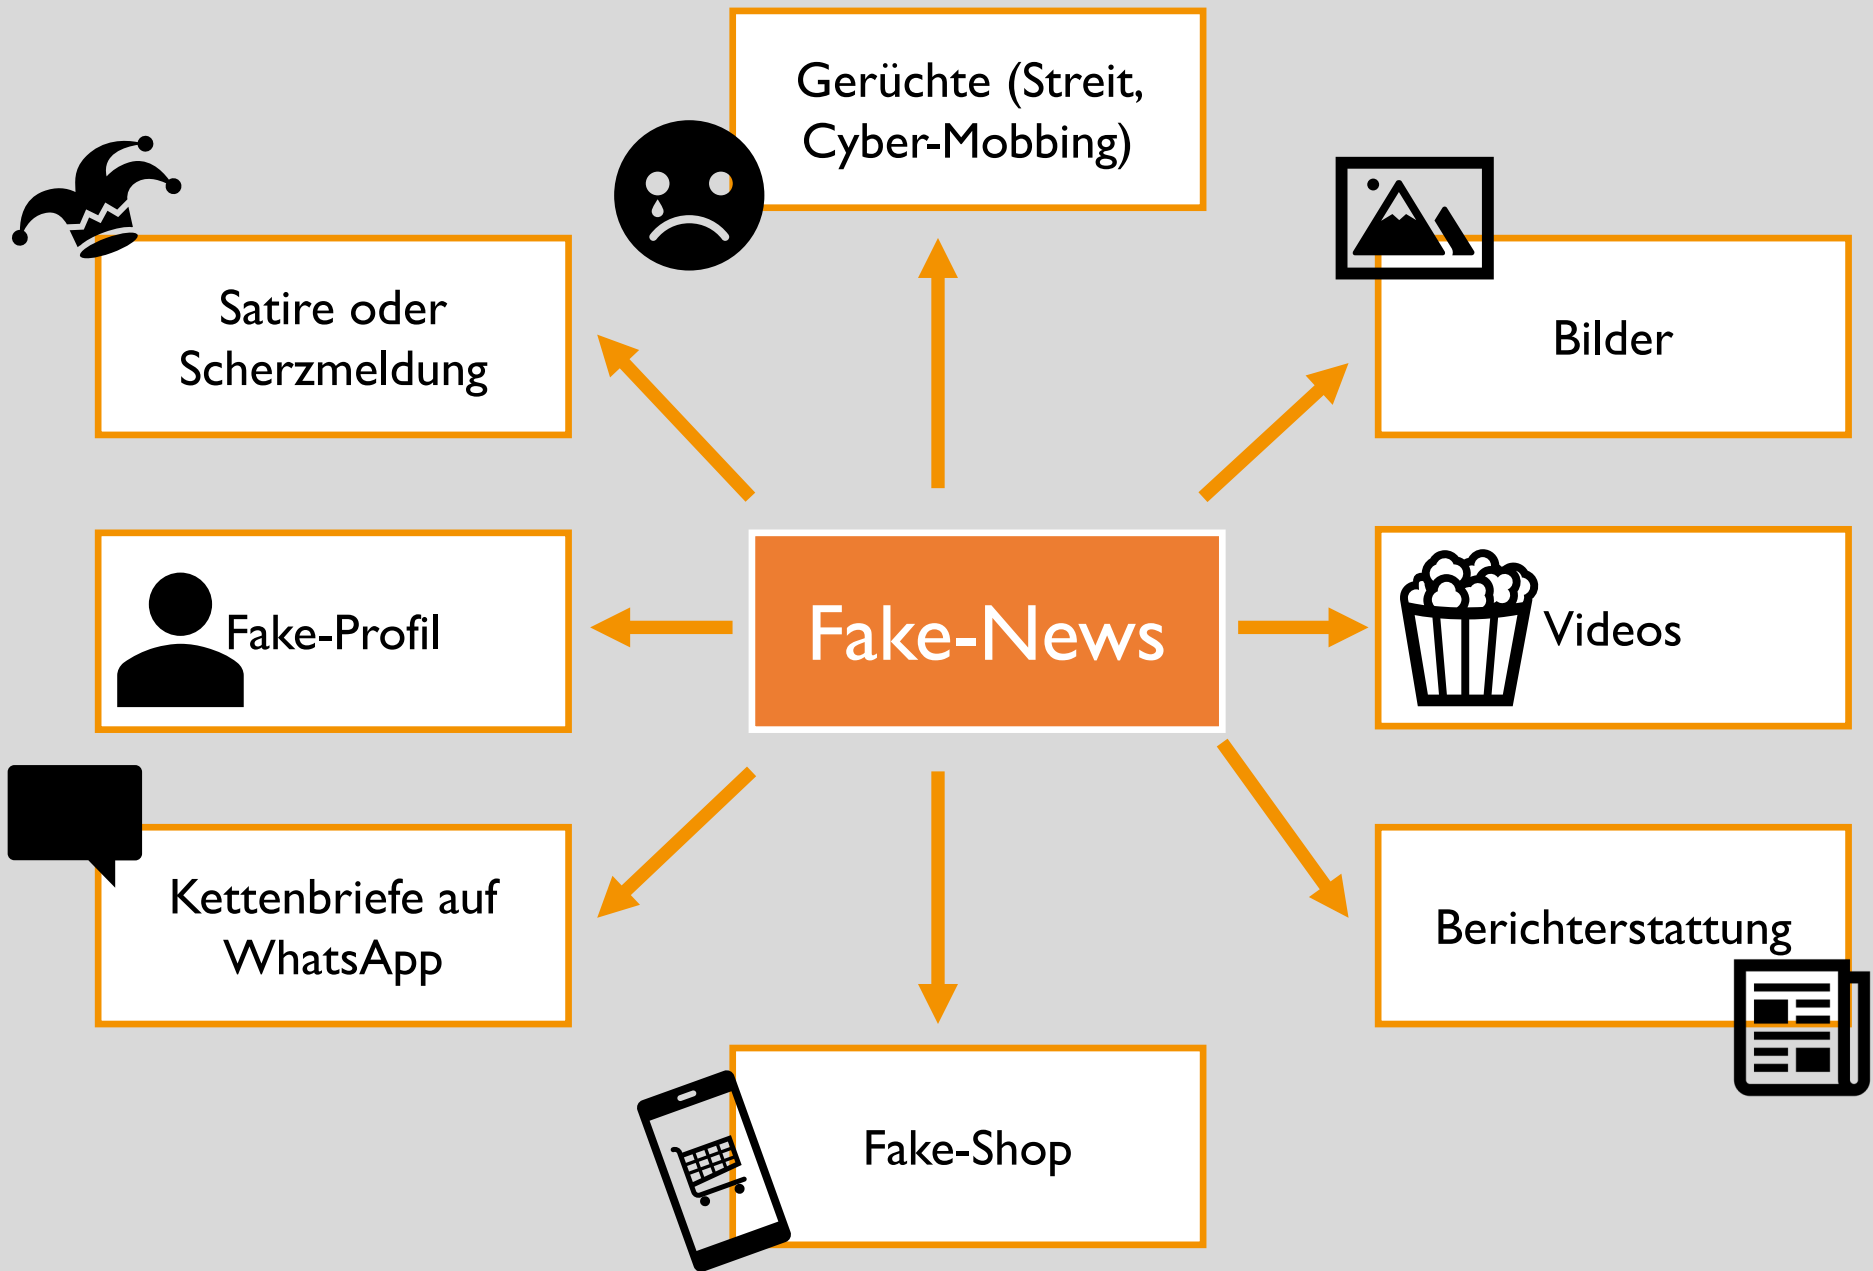 Gerüchte (Streit,
Cyber-Mobbing)
Satire oder
Scherzmeldung
Bilder
Fake-Profil
Fake-News
Videos
Kettenbriefe auf
WhatsApp
Berichterstattung
Fake-Shop